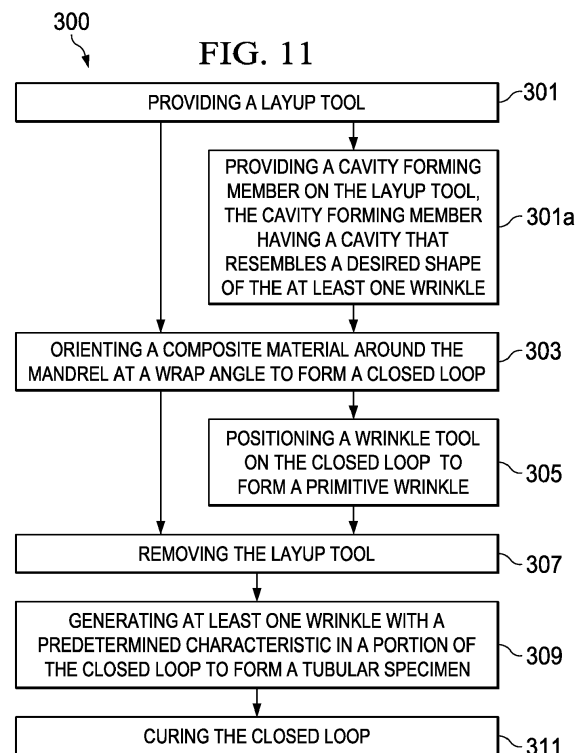 300
FIG. 11
PROVIDING A LAYUP TOOL
301
PROVIDING A CAVITY FORMING
MEMBER ON THE LAYUP TOOL,
THE CAVITY FORMING MEMBER
HAVING A CAVITY THAT
RESEMBLES A DESIRED SHAPE
OF THE AT LEAST ONE WRINKLE
301a
ORIENTING A COMPOSITE MATERIAL AROUND THE
MANDREL AT A WRAP ANGLE TO FORM A CLOSED LOOP
303
POSITIONING A WRINKLE TOOL
ON THE CLOSED LOOP TO
FORM A PRIMITIVE WRINKLE
305
REMOVING THE LAYUP TOOL
307
GENERATING AT LEAST ONE WRINKLE WITH A
PREDETERMINED CHARACTERISTIC IN A PORTION OF
THE CLOSED LOOP TO FORM A TUBULAR SPECIMEN
309
CURING THE CLOSED LOOP
311